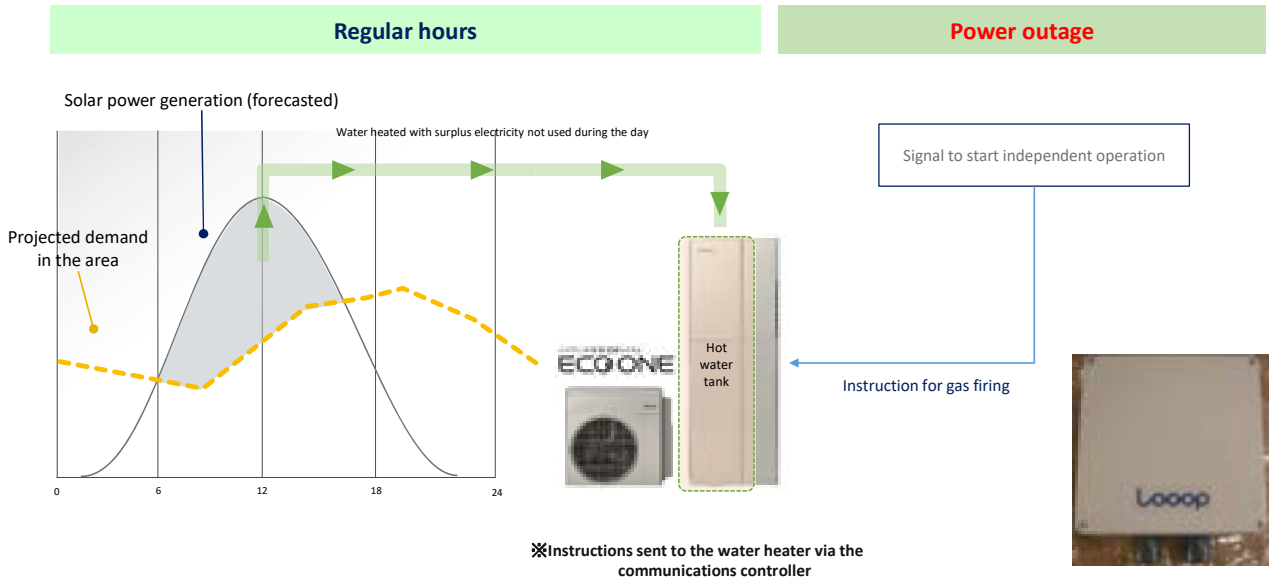 Regular hours
Power outage
Solar power generation (forecasted)
Water heated with surplus electricity not used during the day
Signal to start independent operation
Projected demand
in the area
ECO ONE
Hot
water
tank
Instruction for gas firing
Looop
0
6
12
18
24
※Instructions sent to the water heater via the
communications controller